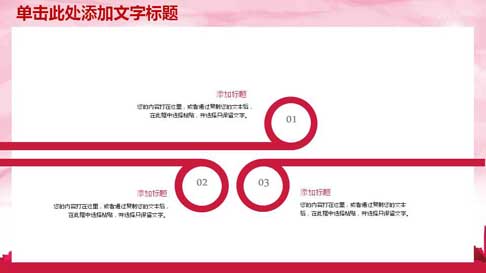 单击此处添加文字标题
添加标题
您的内容打在这里，或者通过复制您的文本后，
在此框中选择粘贴，并选择只保留文字。
01
02
03
添加标题
您的内容打在这里，或者通过复制您的文本后，
在此框中选择粘贴，并选择只保留文字。
添加标题
您的内容打在这里，或者通过复制您的文本
后，在此框中选择粘贴，并选择只保留文字。